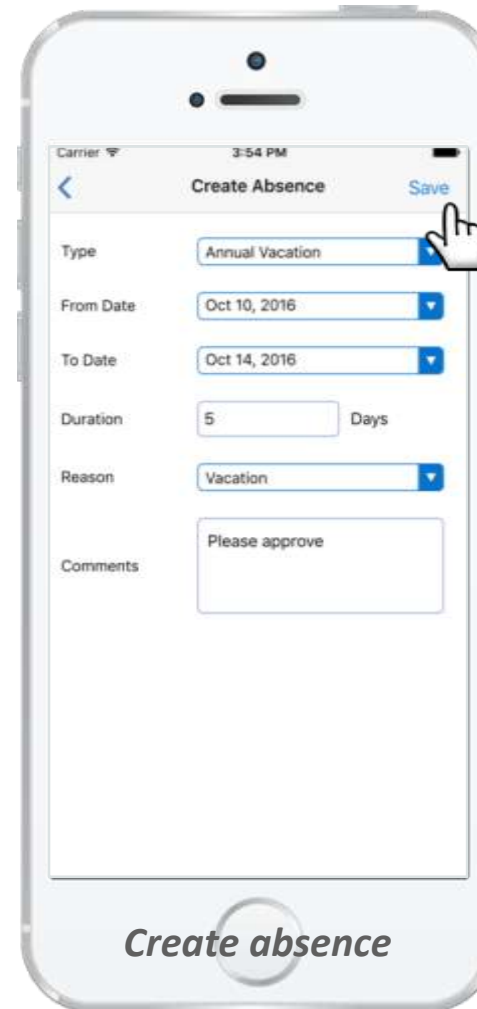 Carrier 3:54 PM
Create Absence Save
Type Annual Vacation
From Date Oct 10, 2016
To Date Oct 14, 2016
Duration 5 Days
Reason Vacation
Please approve
Comments
Create absence